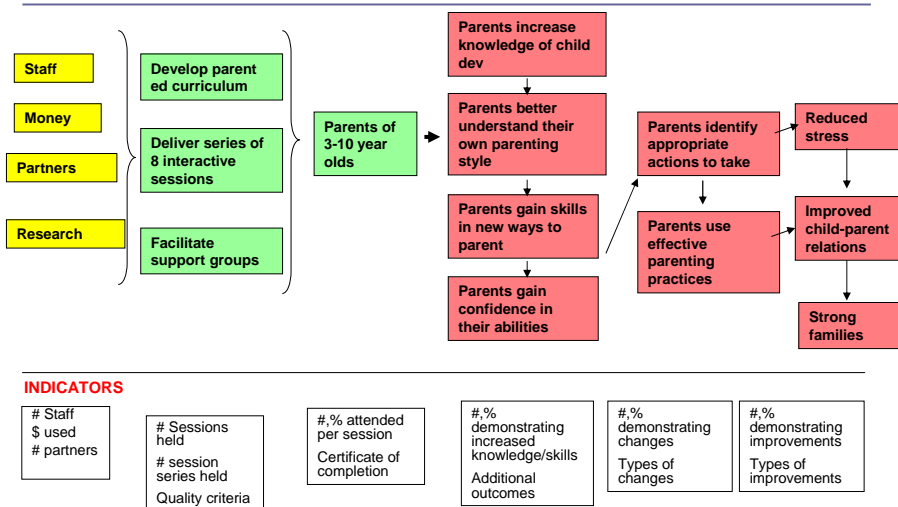 Staff
Money
Partners
Research
Develop parent
ed curriculum
Deliver series of
8 interactive
sessions
Facilitate
support groups
Parents of
3-10 year
olds
Parents increase
knowledge of child
dev
Parents better
understand their
own parenting
style
Parents gain skills
in new ways to
parent
Parents gain
confidence in
their abilities
Parents identify
appropriate
actions to take
Parents use
effective
parenting
practices
Reduced
stress
Improved
child-parent
relations
Strong
families
INDICATORS
# Staff
$ used
# partners
# Sessions
held
# session
series held
Quality criteria
#,% attended
per session
Certificate of
completion
#,%
demonstrating
increased
knowledge/skills
Additional
outcomes
#,%
demonstrating
changes
Types of
changes
#,%
demonstrating
improvements
Types of
improvements